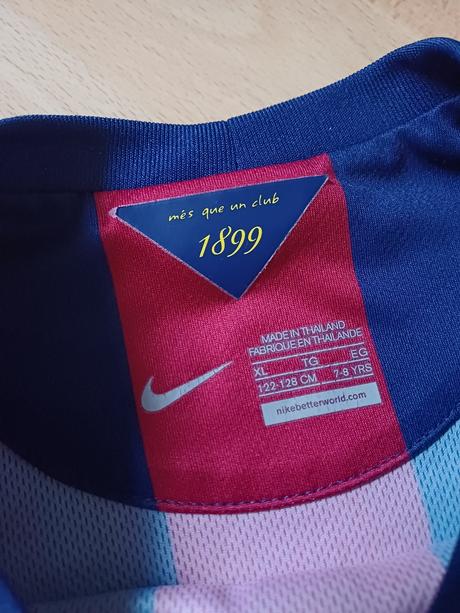 més que un club
1899
MADE IN THAILAND
FABRIQUE EN THAILANDE
XL TG EG
122-128 CM 7-8 YRS
nikebetterworld.com